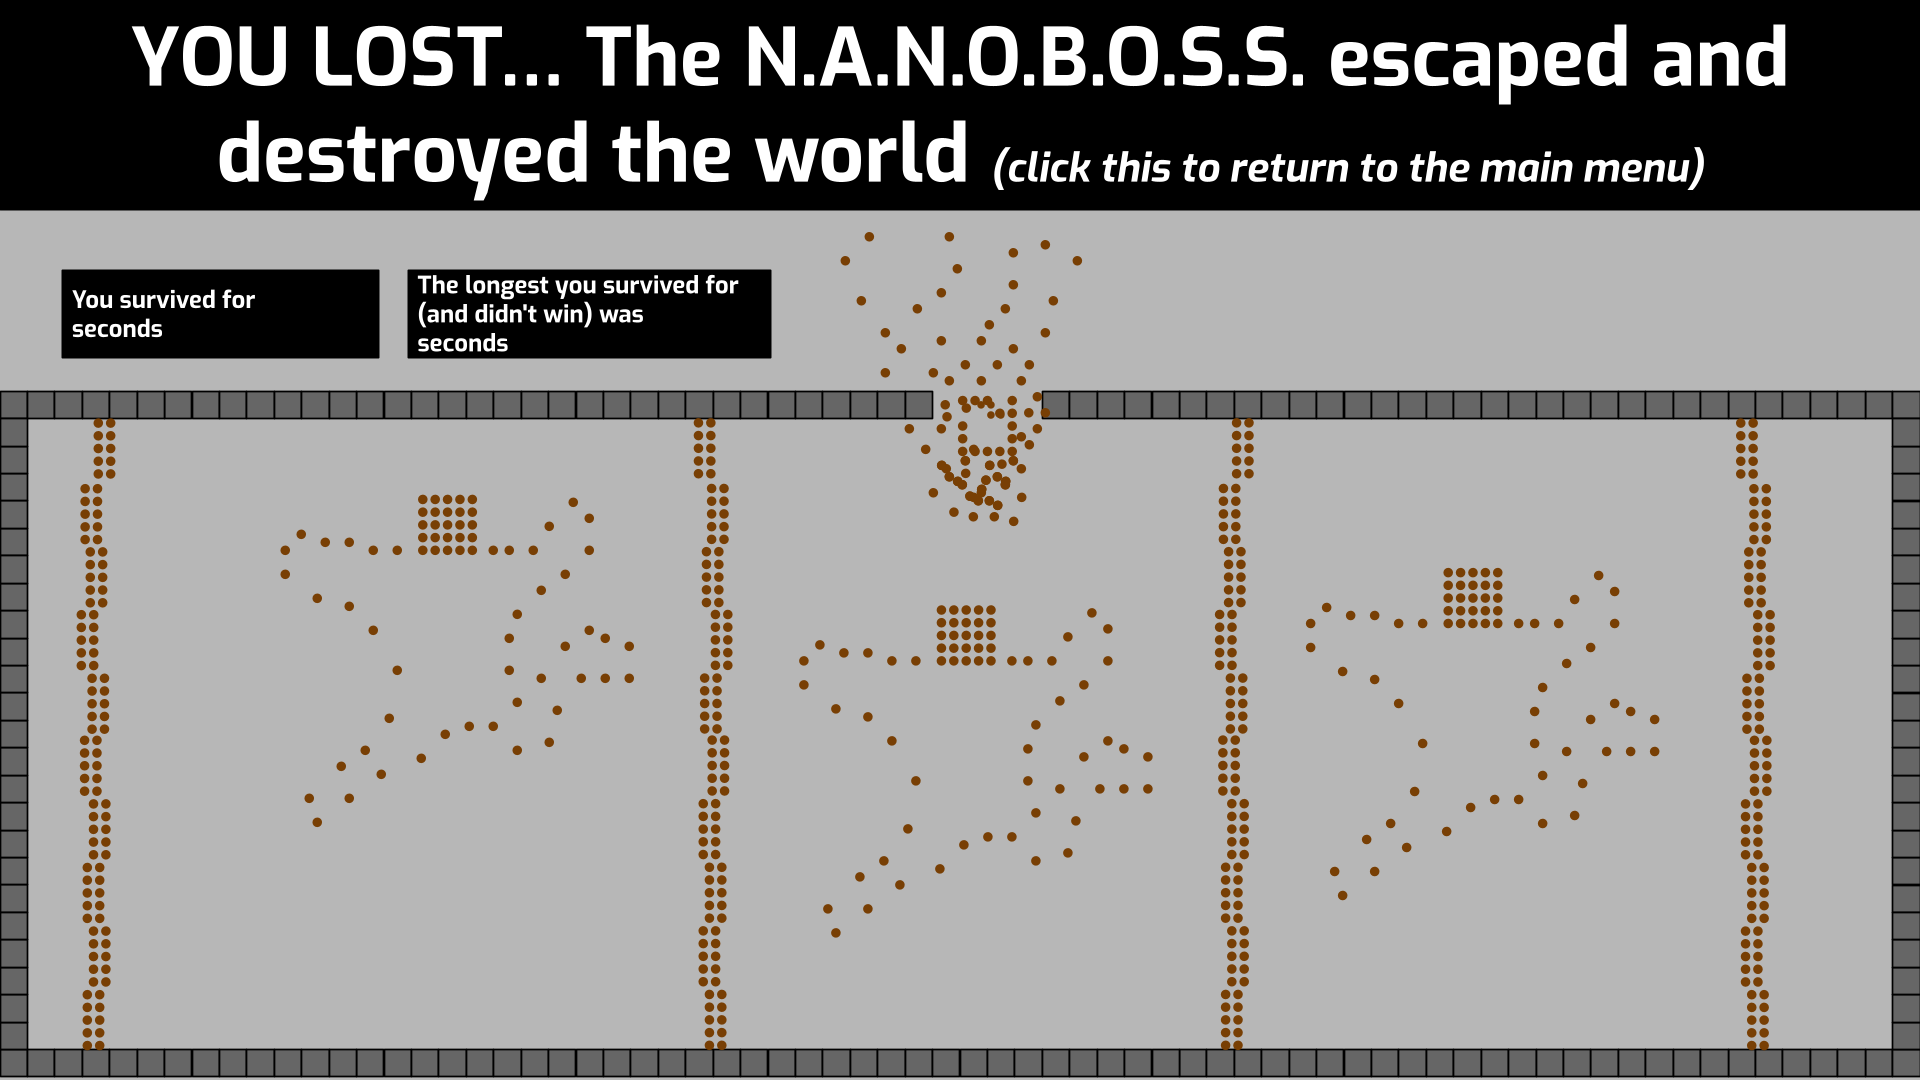 YOU LOST... The N.A.N.O.B.O.S.S. escaped and
destroyed the world (click this to return to the main menu)
You survived for
seconds
The longest you survived for
(and didn't win) was
seconds